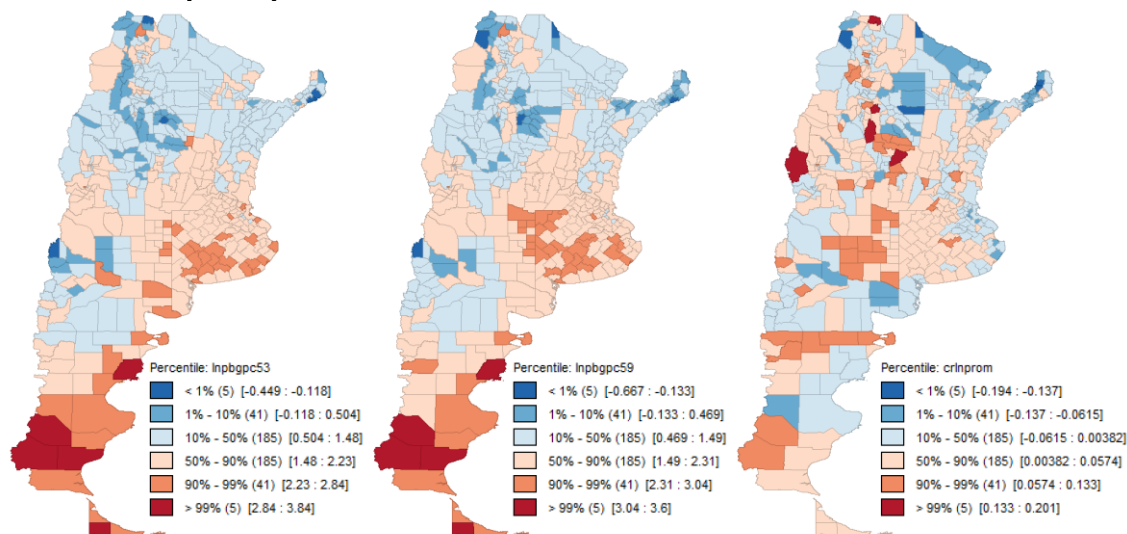 Percentile: lnpbgpc53
< 1% (5) [-0.449 : -0.118]
1% - 10% (41) [-0.118 : 0.504]
10% - 50% (185) [0.504 : 1.48]
50% - 90% (185) [1.48 : 2.23]
90% - 99% (41) [2.23 : 2.84]
> 99% (5) [2.84 : 3.84]
Percentile: lnpbgpc59
< 1% (5) [-0.667 : -0.133]
1% - 10% (41) [-0.133 : 0.469]
10% - 50% (185) [0.469 : 1.49]
50% - 90% (185) [1.49 : 2.31]
90% - 99% (41) [2.31 : 3.04]
> 99% (5) [3.04 : 3.6]
Percentile: crlnprom
< 1% (5) [-0.194 : -0.137]
1% - 10% (41) [-0.137 : -0.0615]
10% - 50% (185) [-0.0615 : 0.00382]
50% - 90% (185) [0.00382 : 0.0574]
90% - 99% (41) [0.0574 : 0.133]
> 99% (5) [0.133 : 0.201]